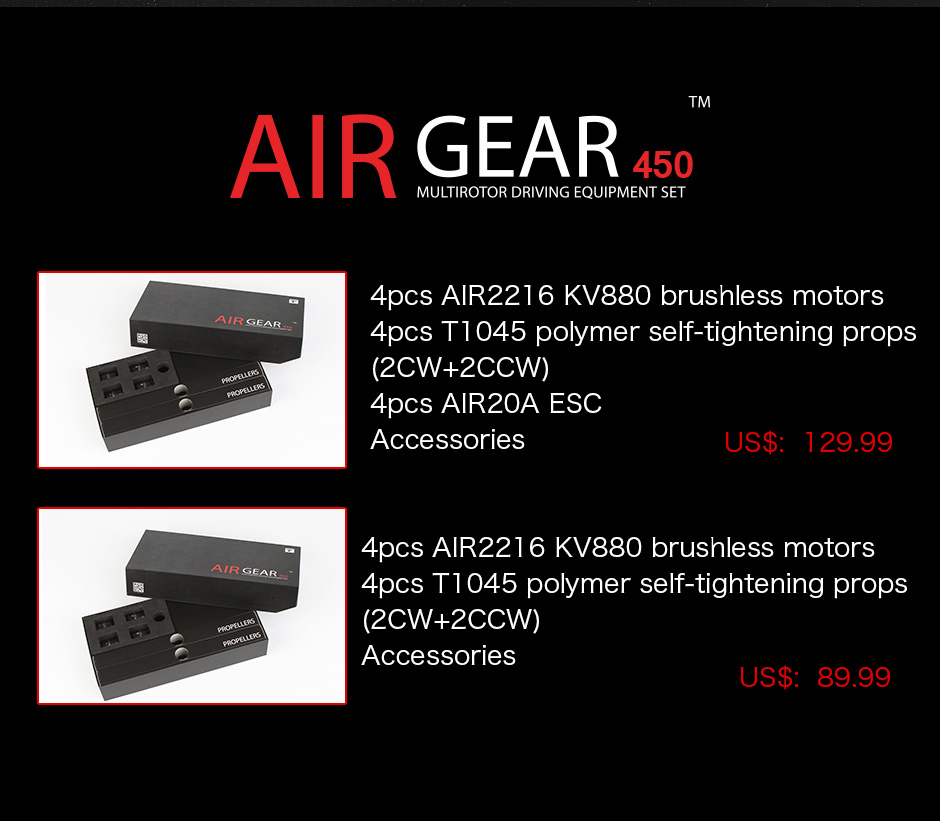 TM
AIR GEAR 450
MULTIROTOR DRIVING EQUIPMENT SET
AIR GEAR
PROPELLERS
PROPELLERS
4pcs AIR2216 KV880 brushless motors
4pcs T1045 polymer self-tightening props
(2CW+2CCW)
4pcs AIR20A ESC
Accessories
US$: 129.99
AIR GEAR
PROPELLERS
PROPELLERS
4pcs AIR2216 KV880 brushless motors
4pcs T1045 polymer self-tightening props
(2CW+2CCW)
Accessories
US$: 89.99